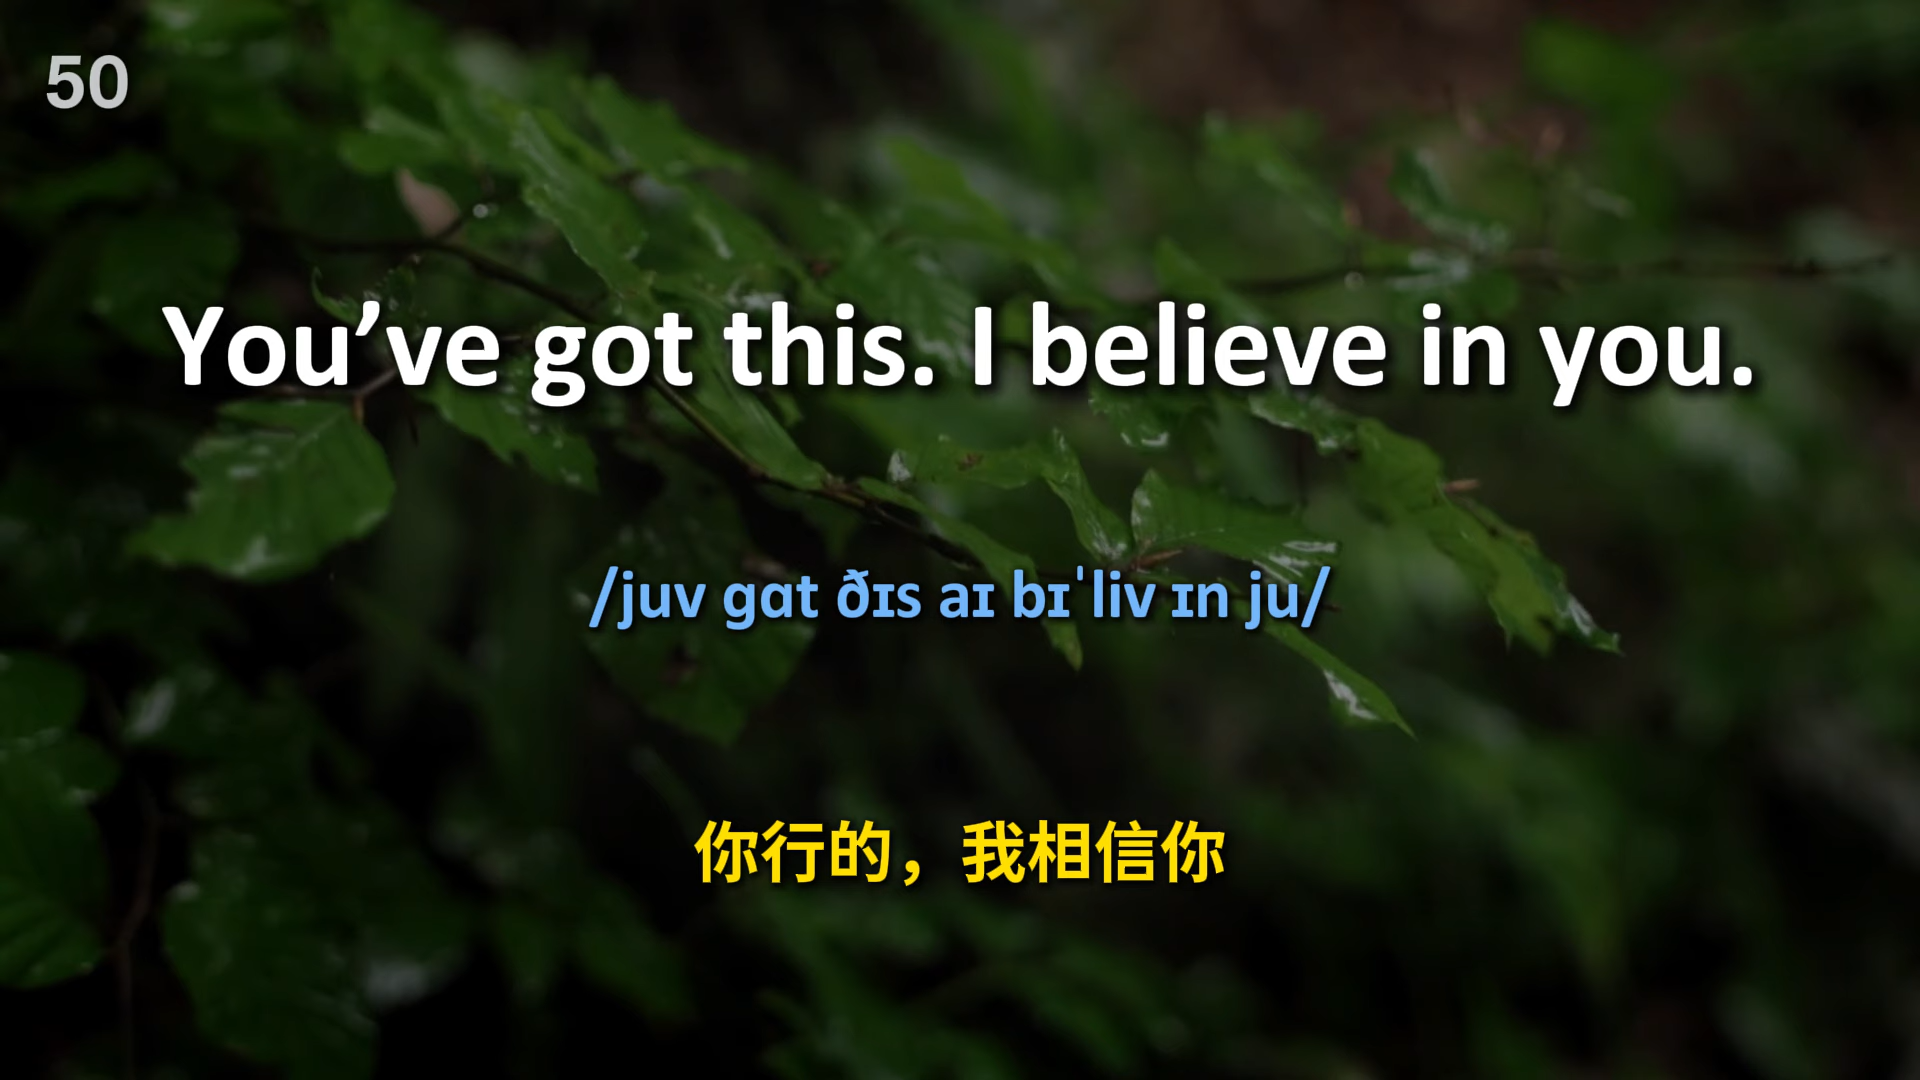 50
You’ve got this. I believe in you.
/juv gɑt ðɪs aɪ bɪˈliv ɪn ju/
你行的，我相信你